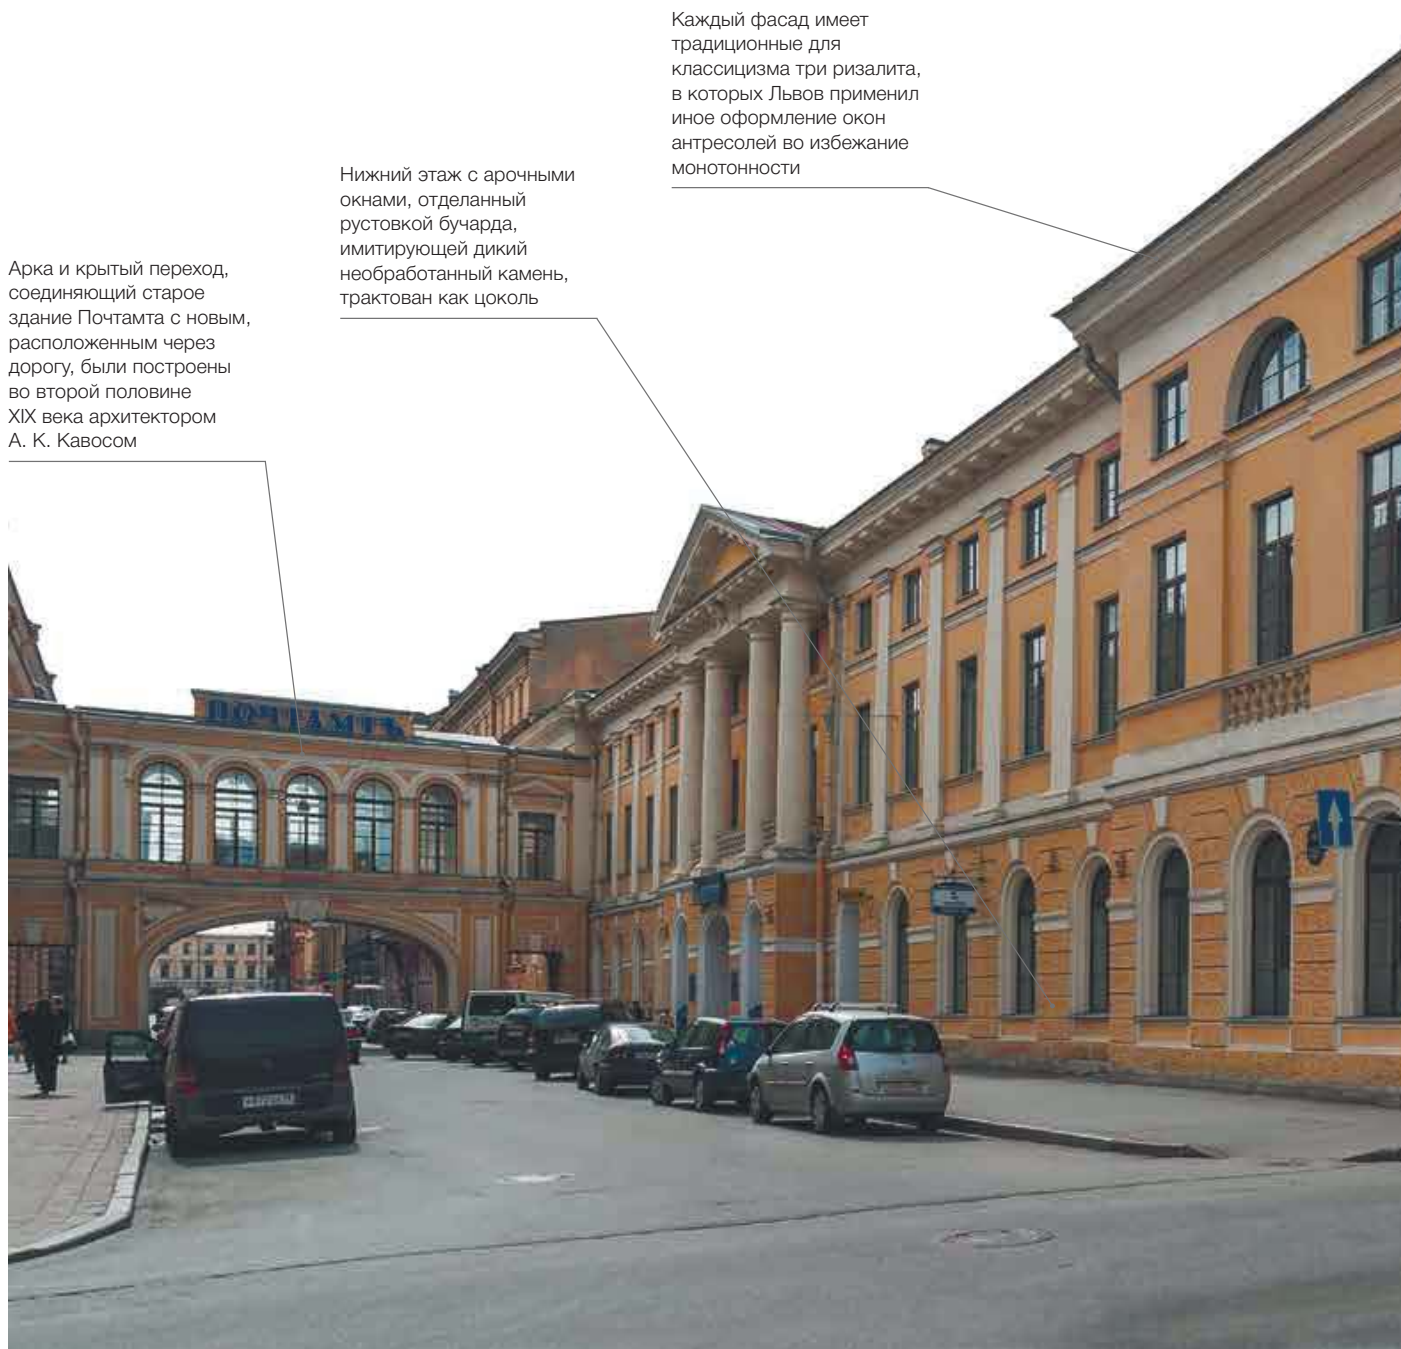 Каждый фасад имеет
традиционные для
классицизма три ризалита,
в которых Львов применил
иное оформление окон
антресолей во избежание
монотонности
Нижний этаж с арочными
окнами, отделанный
рустовкой бучарда,
имитирующей дикий
необработанный камень,
трактован как цоколь
Арка и крытый переход,
соединяющий старое
здание Почтамта с новым,
расположенным через
дорогу, были построены
во второй половине
XIX века архитектором
А. К. Кавосом
ПОЧТАМТЪ